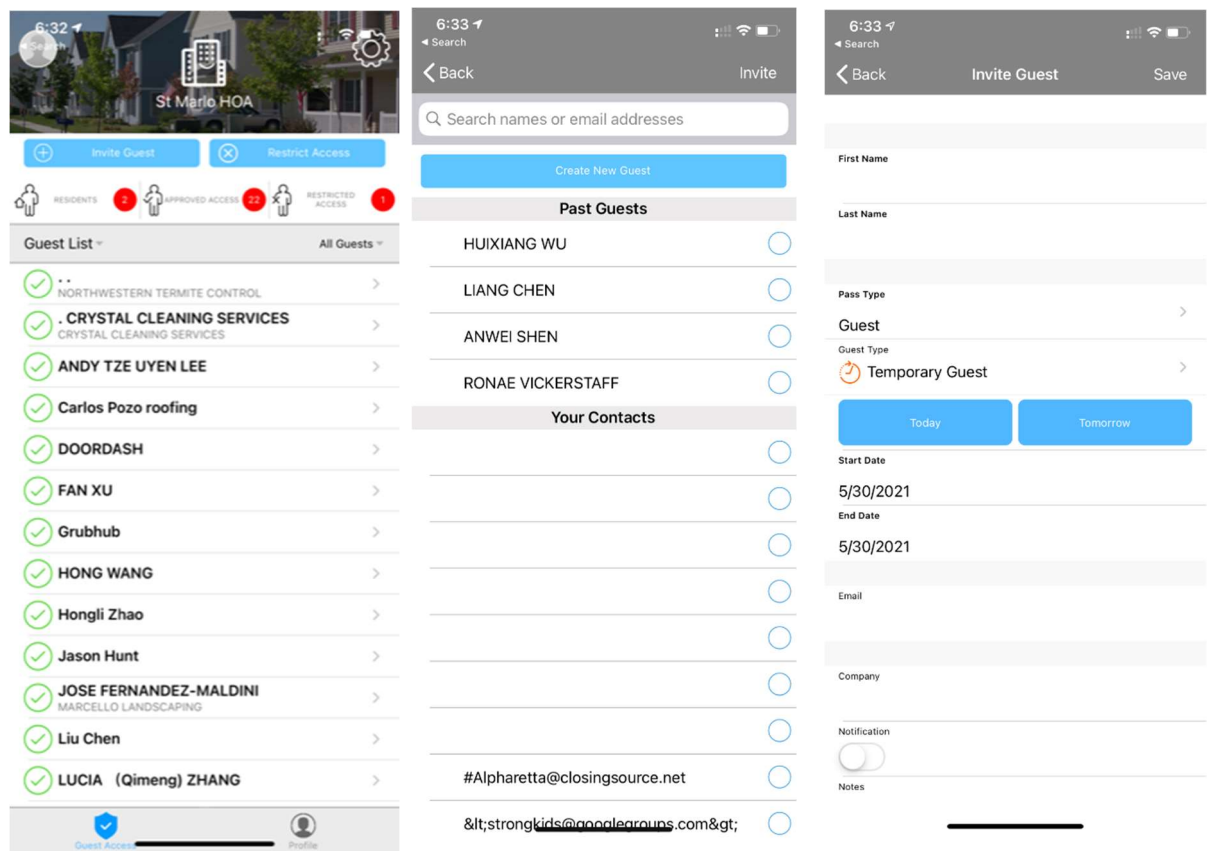 6:32
Search
St Marlo HOA
Invite Guest
Restrict Access
RESIDENTS
2
APPROVED ACCESS
22
RESTRICTED
ACCESS
1
Guest List
All Guests
. .
NORTHWESTERN TERMITE CONTROL
. CRYSTAL CLEANING SERVICES
CRYSTAL CLEANING SERVICES
ANDY TZE UYEN LEE
Carlos Pozo roofing
DOORDASH
FAN XU
Grubhub
HONG WANG
Hongli Zhao
Jason Hunt
JOSE FERNANDEZ-MALDINI
MARCELLO LANDSCAPING
Liu Chen
LUCIA （Qimeng) ZHANG
Guest Access
Profile
6:33
Search
Back
Invite
Search names or email addresses
Create New Guest
Past Guests
HUIXIANG WU
LIANG CHEN
ANWEI SHEN
RONAE VICKERSTAFF
Your Contacts
#Alpharetta@closingsource.net
&lt;strongkids@googlegroups.com&gt;
6:33
Search
Back
Invite Guest
Save
First Name
Last Name
Pass Type
Guest
Guest Type
Temporary Guest
Today
Tomorrow
Start Date
5/30/2021
End Date
5/30/2021
Email
Company
Notification
Notes